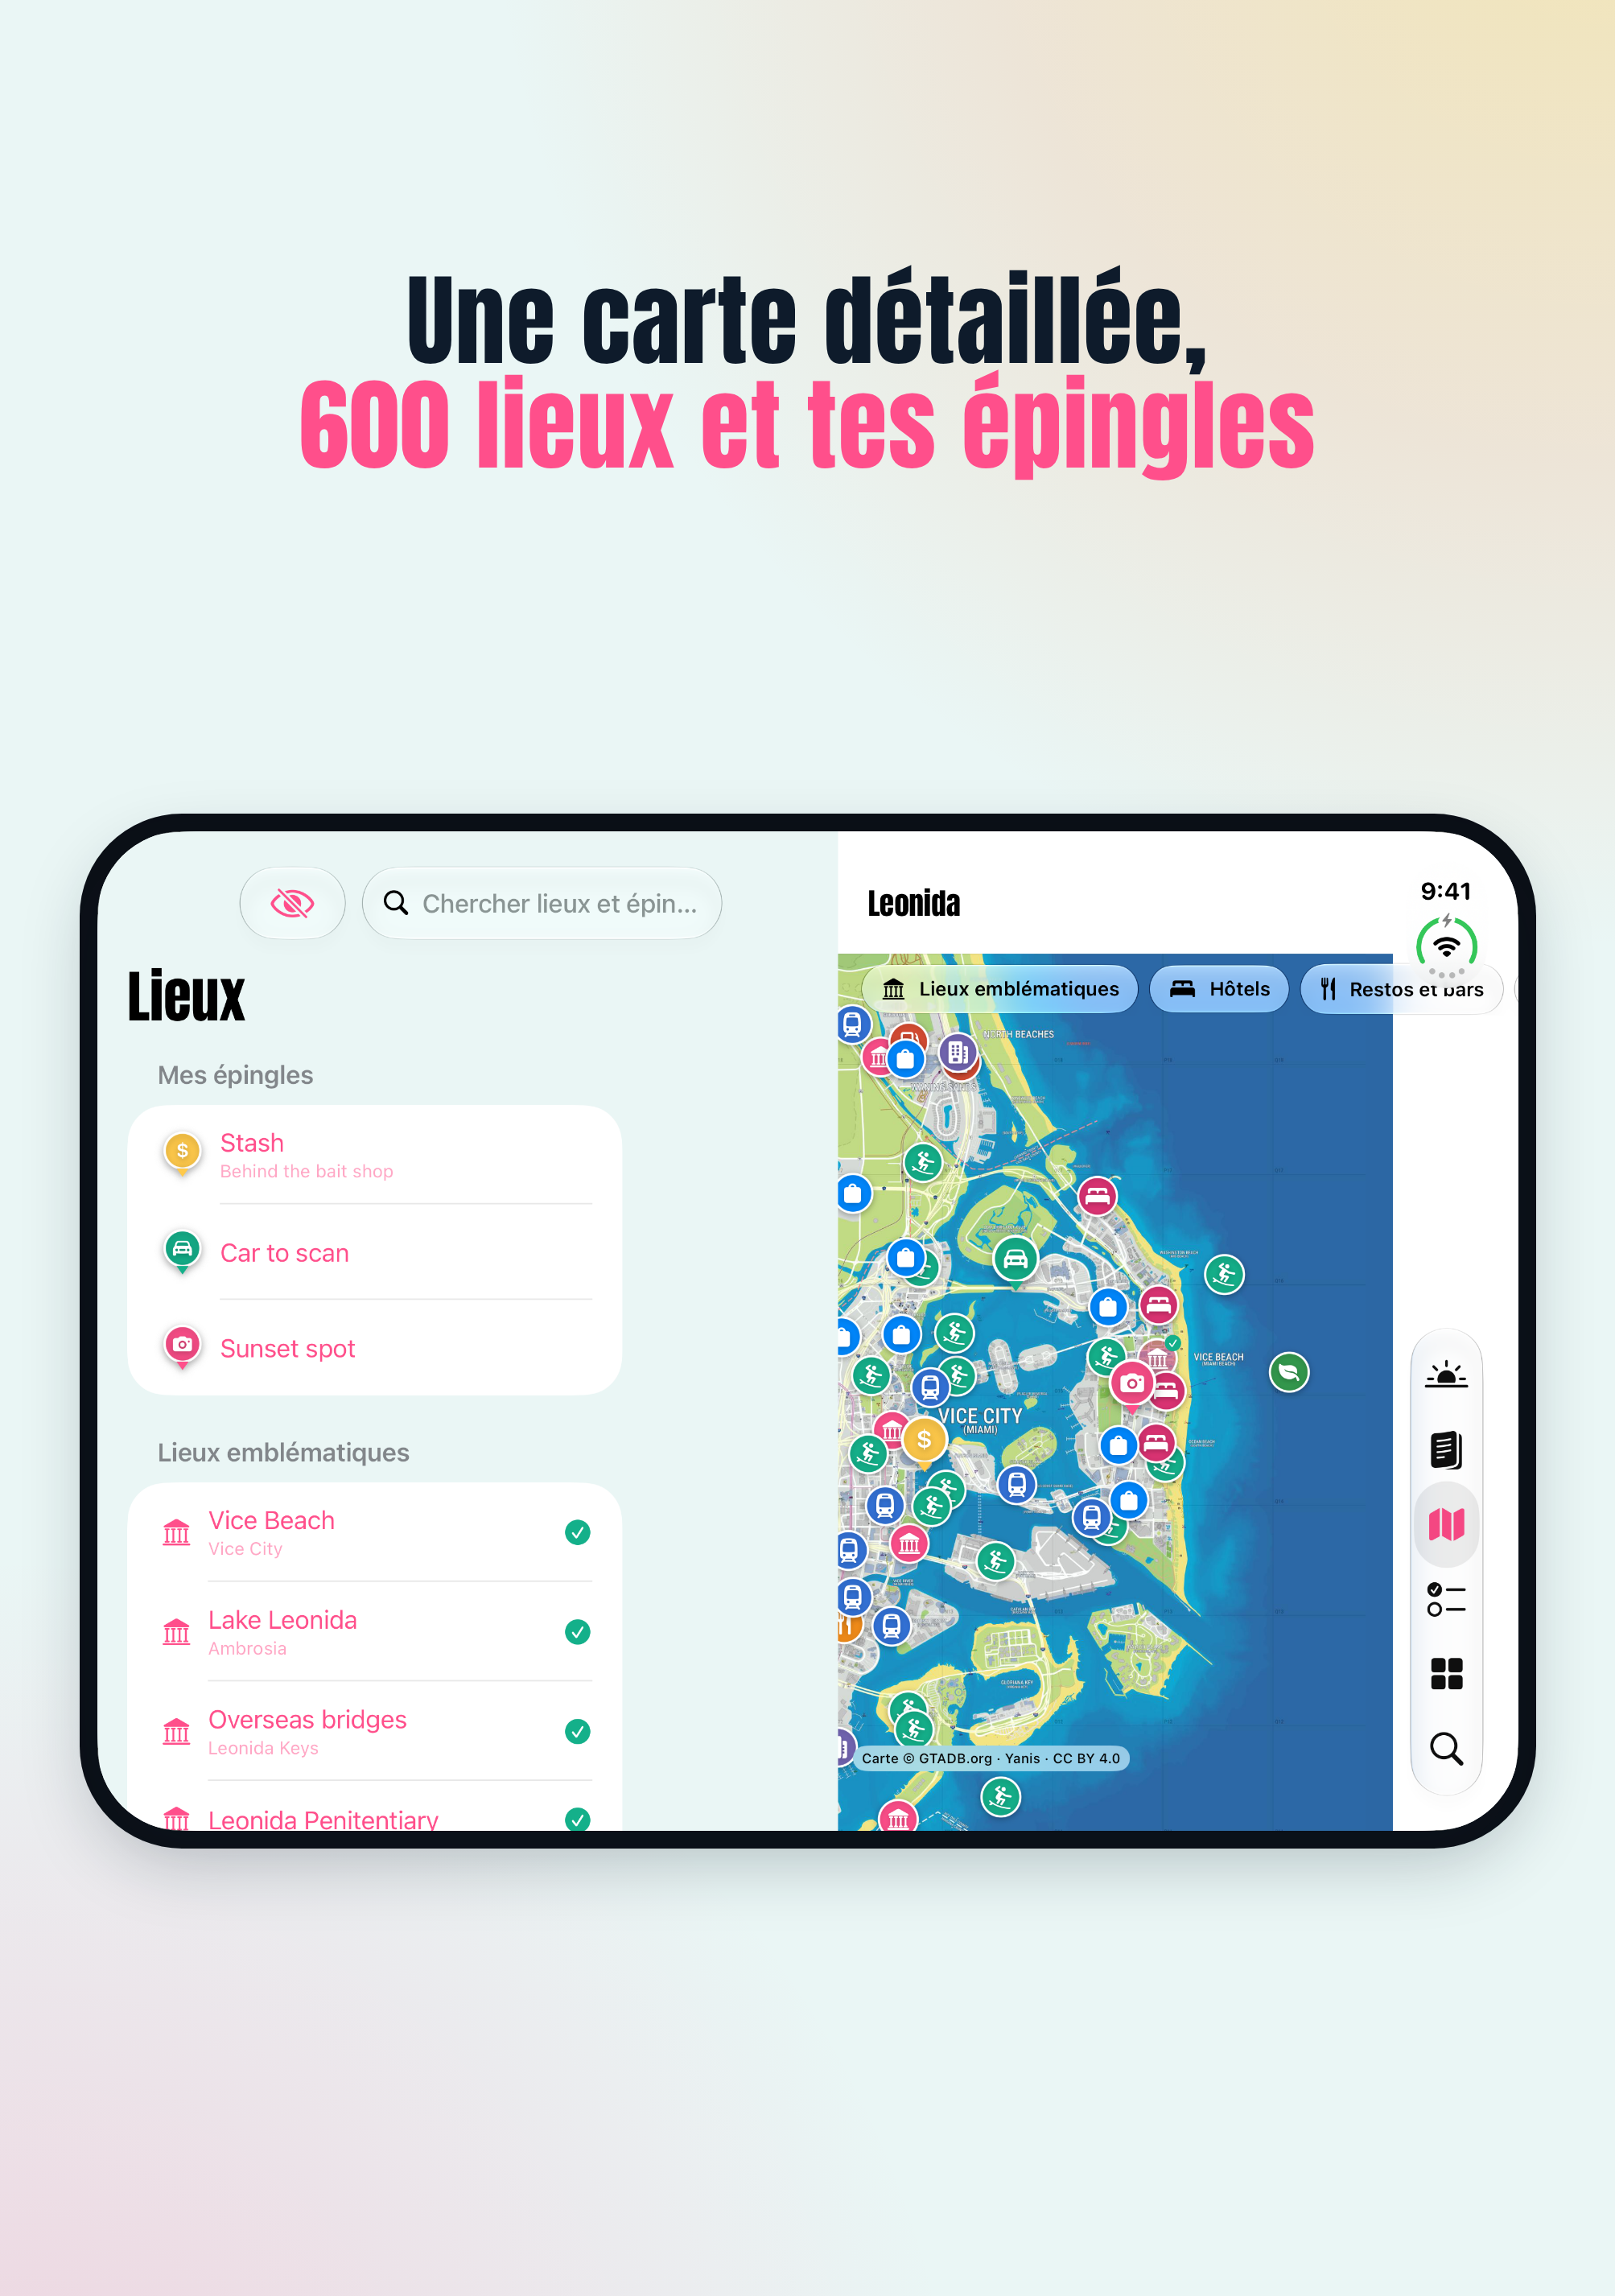 Une carte détaillée,
600 lieux et tes épingles
Chercher lieux et épin...
Lieux
Mes épingles
Stash
Behind the bait shop
Car to scan
Sunset spot
Lieux emblématiques
Vice Beach
Vice City
Lake Leonida
Ambrosia
Overseas bridges
Leonida Keys
Leonida Penitentiary
Leonida
9:41
Lieux emblématiques
Hôtels
Restos et bars
NORTH BEACHES
VICE BEACH
(MIAMI BEACH)
VICE CITY
(MIAMI)
Carte © GTADB.org · Yanis · CC BY 4.0